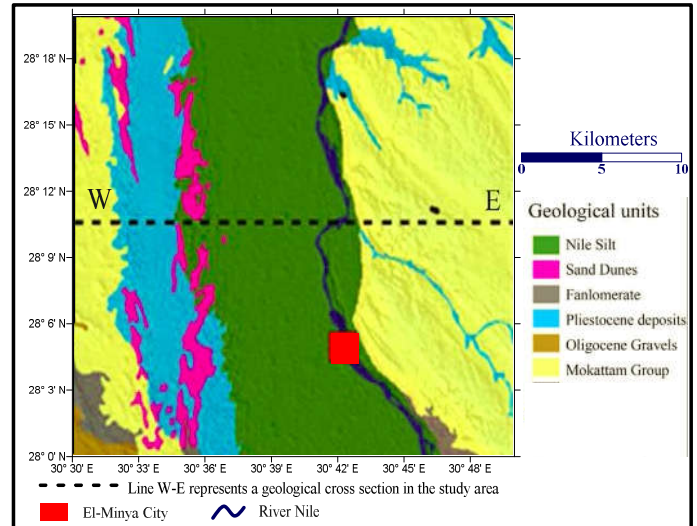 28° 18' N
28° 15' N
28° 12' N
28° 9' N
28° 6' N
28° 3' N
28° 0' N
W
E
30° 30' E 30° 33' E 30° 36' E 30° 39' E 30° 42' E 30° 45' E 30° 48' E
Kilometers
0 5 10
Geological units
Nile Silt
Sand Dunes
Fanlomerate
Pliestocene deposits
Oligocene Gravels
Mokattam Group
Line W-E represents a geological cross section in the study area
El-Minya City River Nile